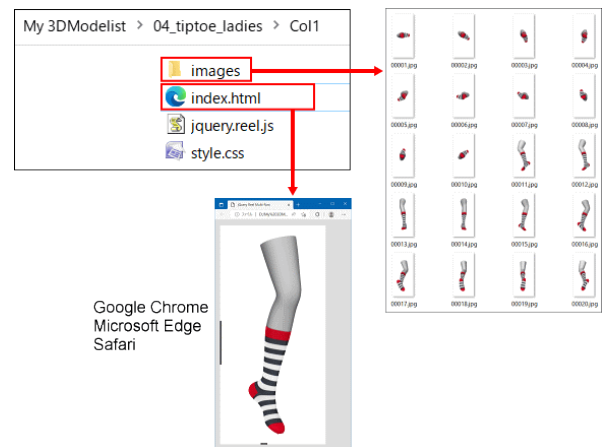 My 3DModelist > 04_tiptoe_ladies > Col1
images
index.html
jquery.reel.js
style.css
00001.jpg 00002.jpg 00003.jpg 00004.jpg
00005.jpg 00006.jpg 00007.jpg 00008.jpg
00009.jpg 00010.jpg 00011.jpg 00012.jpg
00013.jpg 00014.jpg 00015.jpg 00016.jpg
00017.jpg 00018.jpg 00019.jpg 00020.jpg
Google Chrome
Microsoft Edge
Safari